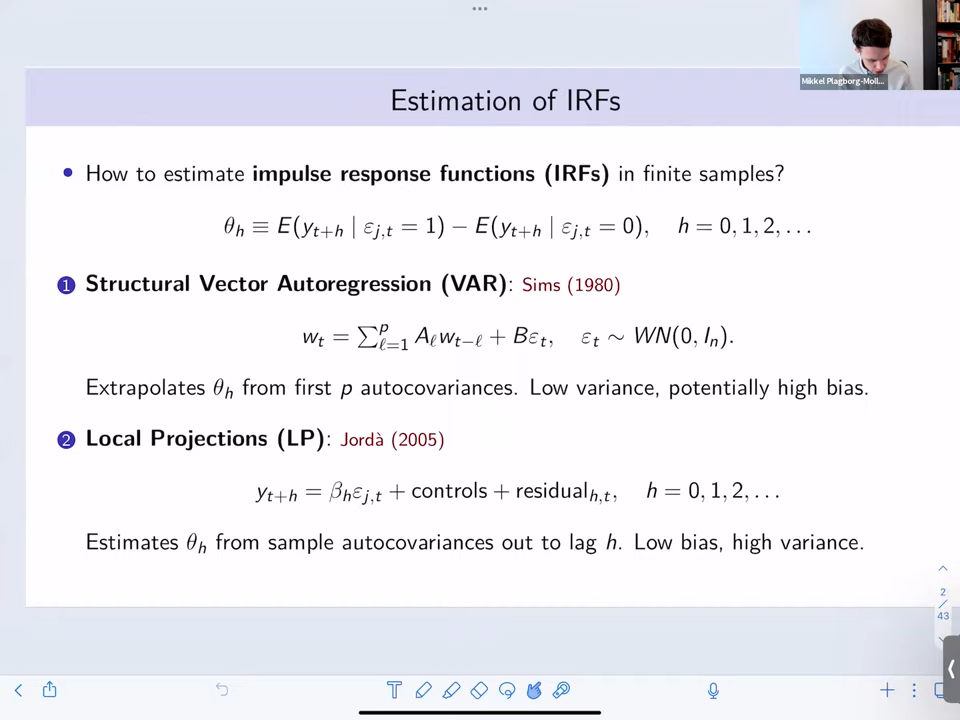 Mikkel Plagborg-Moll...
Estimation of IRFs
• How to estimate impulse response functions (IRFs) in finite samples?
θ_h ≡ E(y_{t+h} | ε_{j,t} = 1) − E(y_{t+h} | ε_{j,t} = 0), h = 0, 1, 2, . . .
1 Structural Vector Autoregression (VAR): Sims (1980)
w_t = ∑_{ℓ=1}^{p} A_ℓ w_{t−ℓ} + Bε_t, ε_t ∼ WN(0, I_n).
Extrapolates θ_h from first p autocovariances. Low variance, potentially high bias.
2 Local Projections (LP): Jordà (2005)
y_{t+h} = β_h ε_{j,t} + controls + residual_{h,t}, h = 0, 1, 2, . . .
Estimates θ_h from sample autocovariances out to lag h. Low bias, high variance.
2
/
43
T